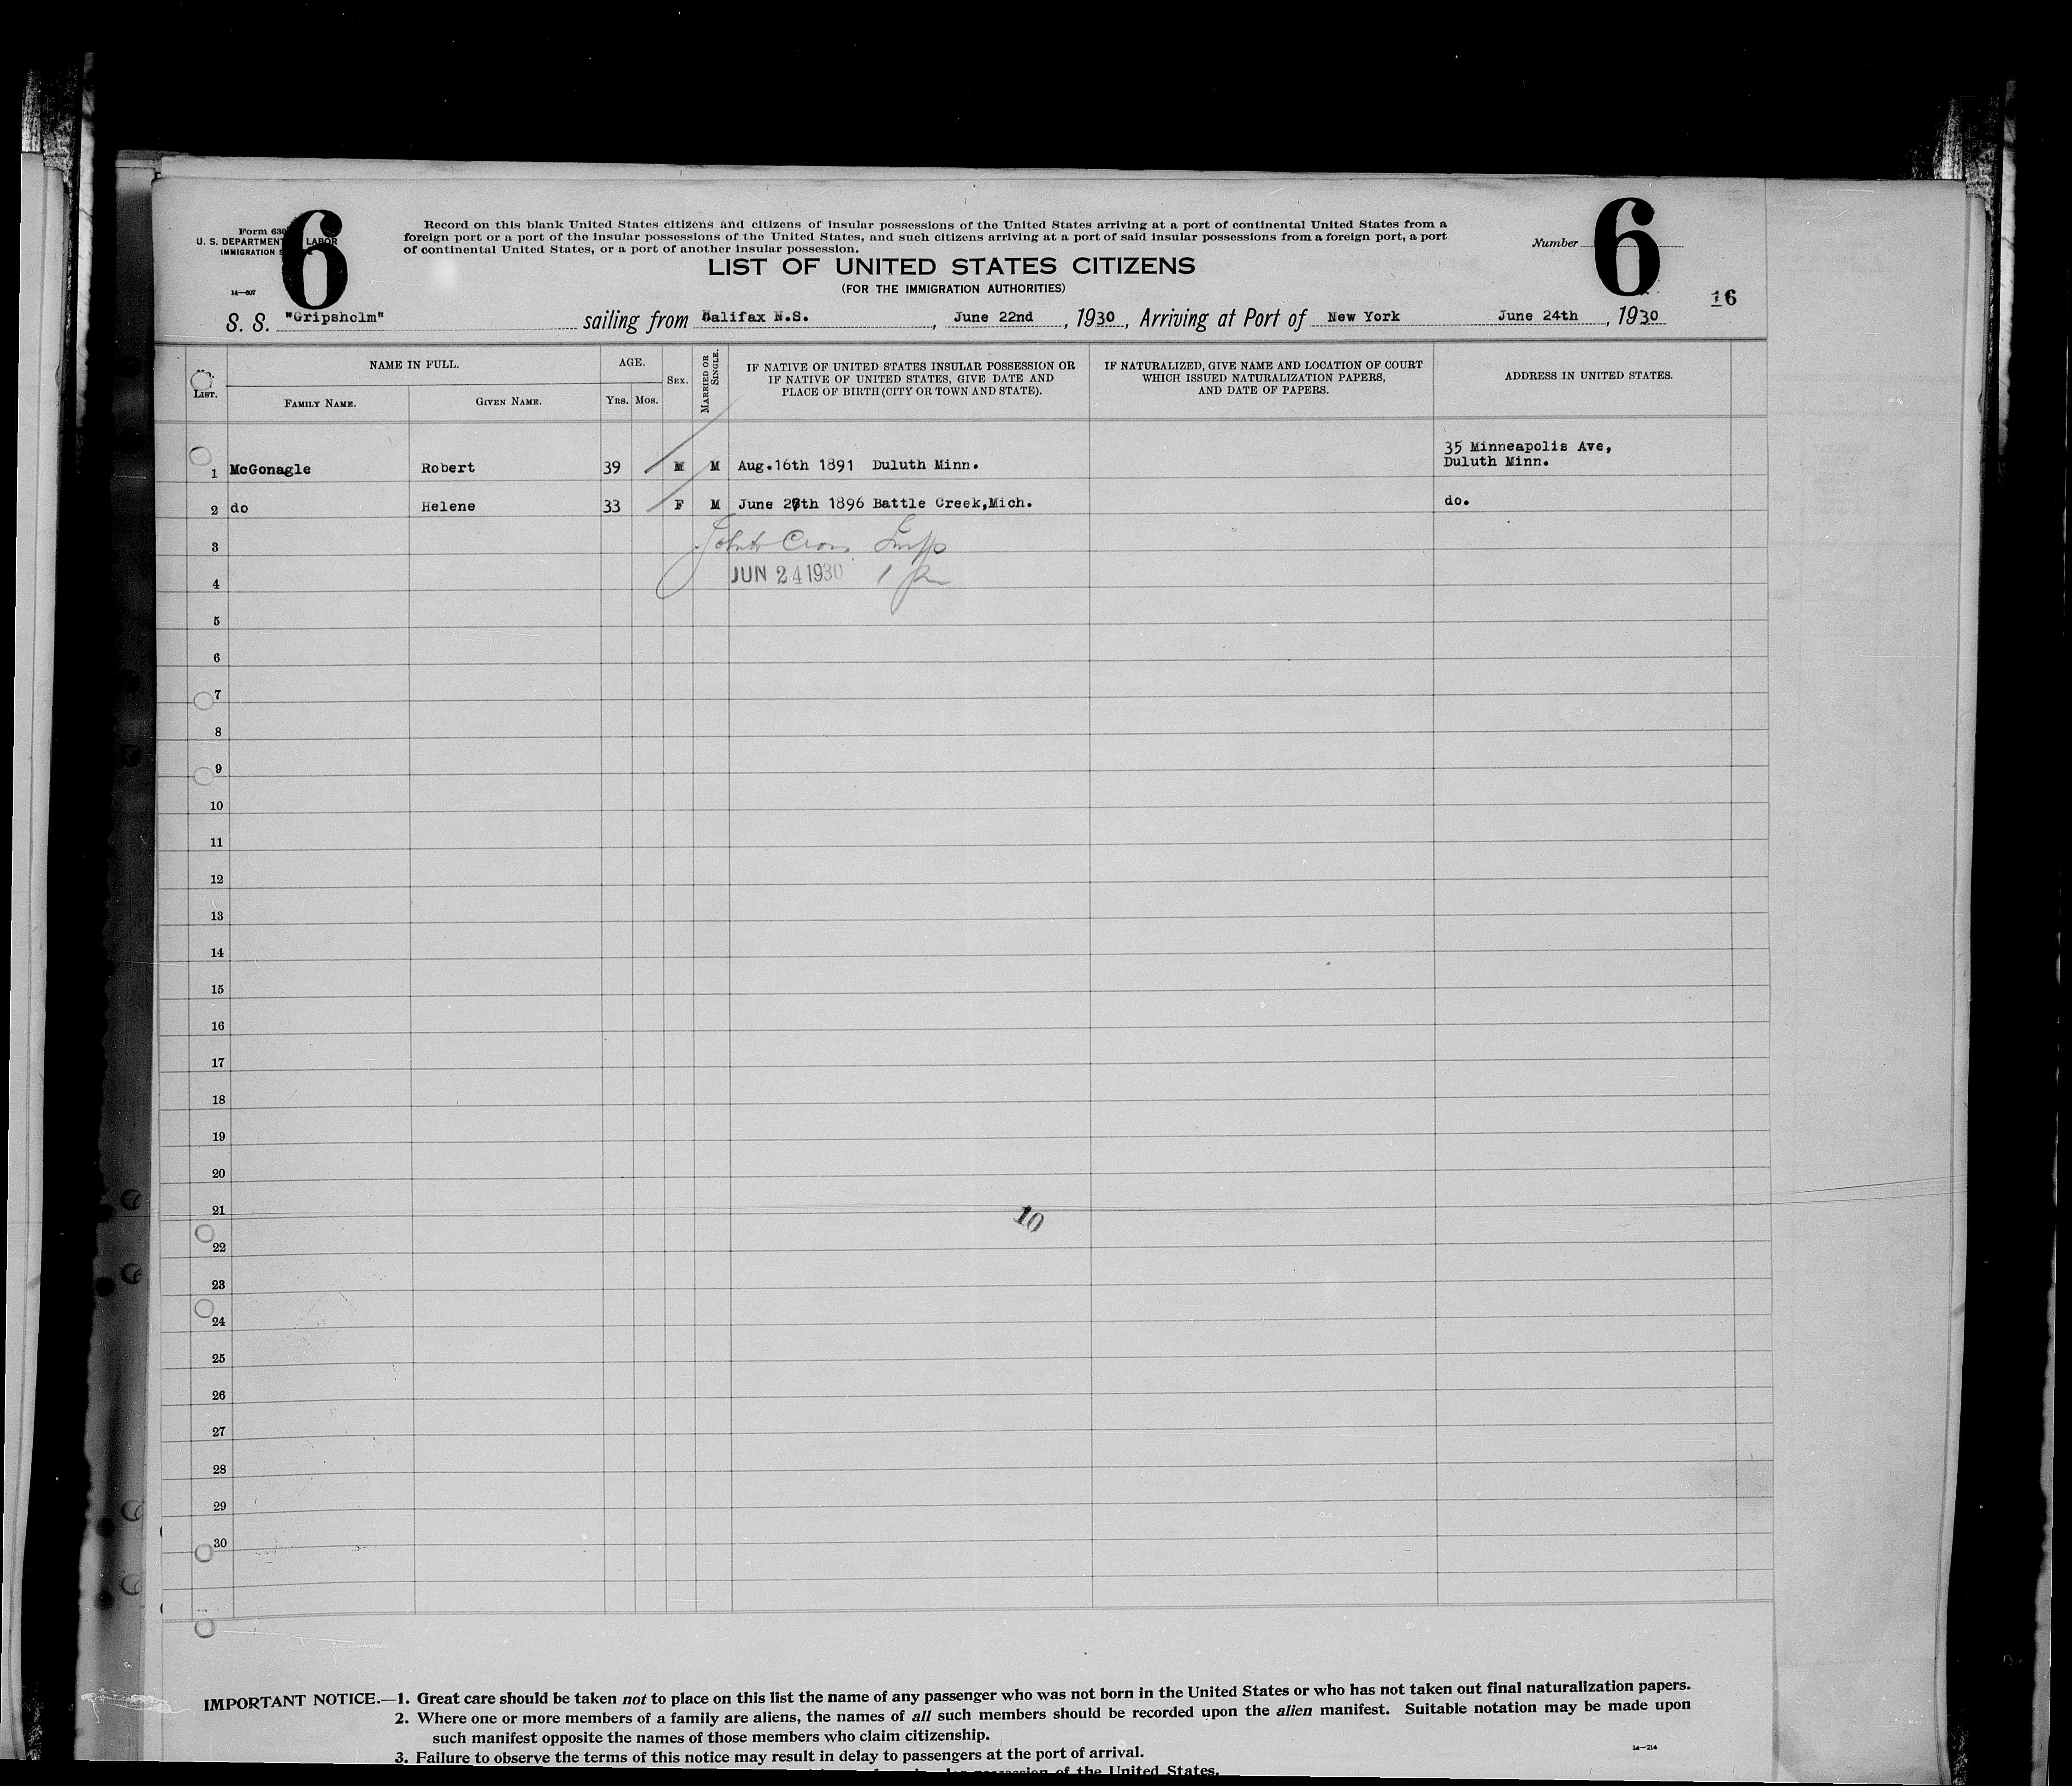 Form 630
U. S. DEPARTMENT LABOR
IMMIGRATION
14—607
6
Record on this blank United States citizens and citizens of insular possessions of the United States arriving at a port of continental United States from a
foreign port or a port of the insular possessions of the United States, and such citizens arriving at a port of said insular possessions from a foreign port, a port
of continental United States, or a port of another insular possession.
LIST OF UNITED STATES CITIZENS
(FOR THE IMMIGRATION AUTHORITIES)
Number 6
16
S. S. "Gripsholm" sailing from Halifax N.S., June 22nd, 1930, Arriving at Port of New York June 24th, 1930
No. List.
NAME IN FULL.
Family Name.
Given Name.
AGE.
Yrs. Mos.
Sex.
Married or Single.
IF NATIVE OF UNITED STATES INSULAR POSSESSION OR
IF NATIVE OF UNITED STATES, GIVE DATE AND
PLACE OF BIRTH (CITY OR TOWN AND STATE).
IF NATURALIZED, GIVE NAME AND LOCATION OF COURT
WHICH ISSUED NATURALIZATION PAPERS,
AND DATE OF PAPERS.
ADDRESS IN UNITED STATES.
35 Minneapolis Ave,
1 McGonagle Robert 39 M M Aug.16th 1891 Duluth Minn. Duluth Minn.
2 do Helene 33 F M June 27th 1896 Battle Creek,Mich. do.
3 Insp
4 JUN 24 1930 1
5
6
7
8
9
10
11
12
13
14
15
16
17
18
19
20
21
10
22
23
24
25
26
27
28
29
30
IMPORTANT NOTICE.—1. Great care should be taken not to place on this list the name of any passenger who was not born in the United States or who has not taken out final naturalization papers.
2. Where one or more members of a family are aliens, the names of all such members should be recorded upon the alien manifest. Suitable notation may be made upon
such manifest opposite the names of those members who claim citizenship.
3. Failure to observe the terms of this notice may result in delay to passengers at the port of arrival.
14—214
of the United States.